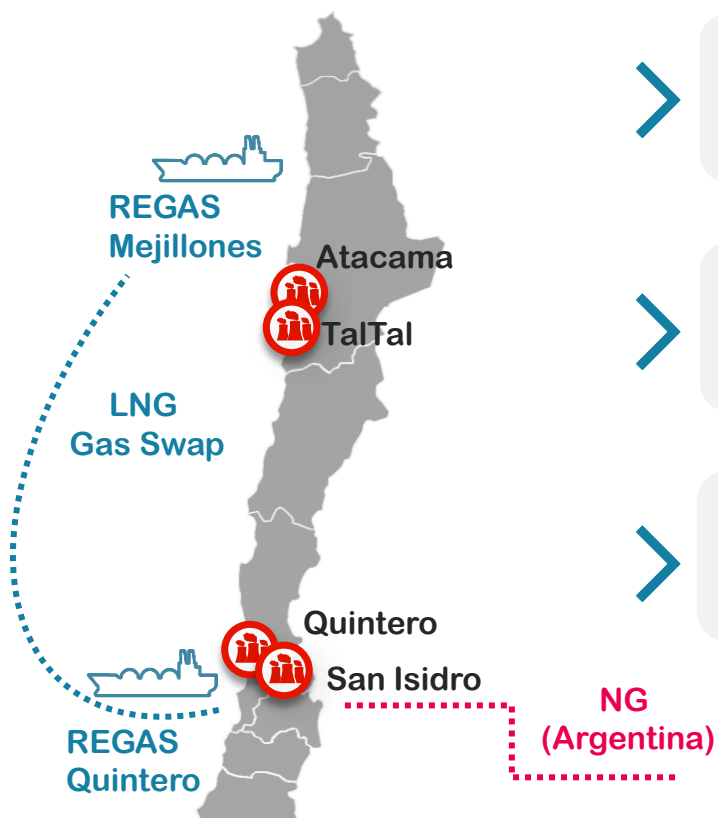 REGAS
Mejillones
Atacama
TalTal
LNG
Gas Swap
Quintero
San Isidro
NG
(Argentina)
REGAS
Quintero